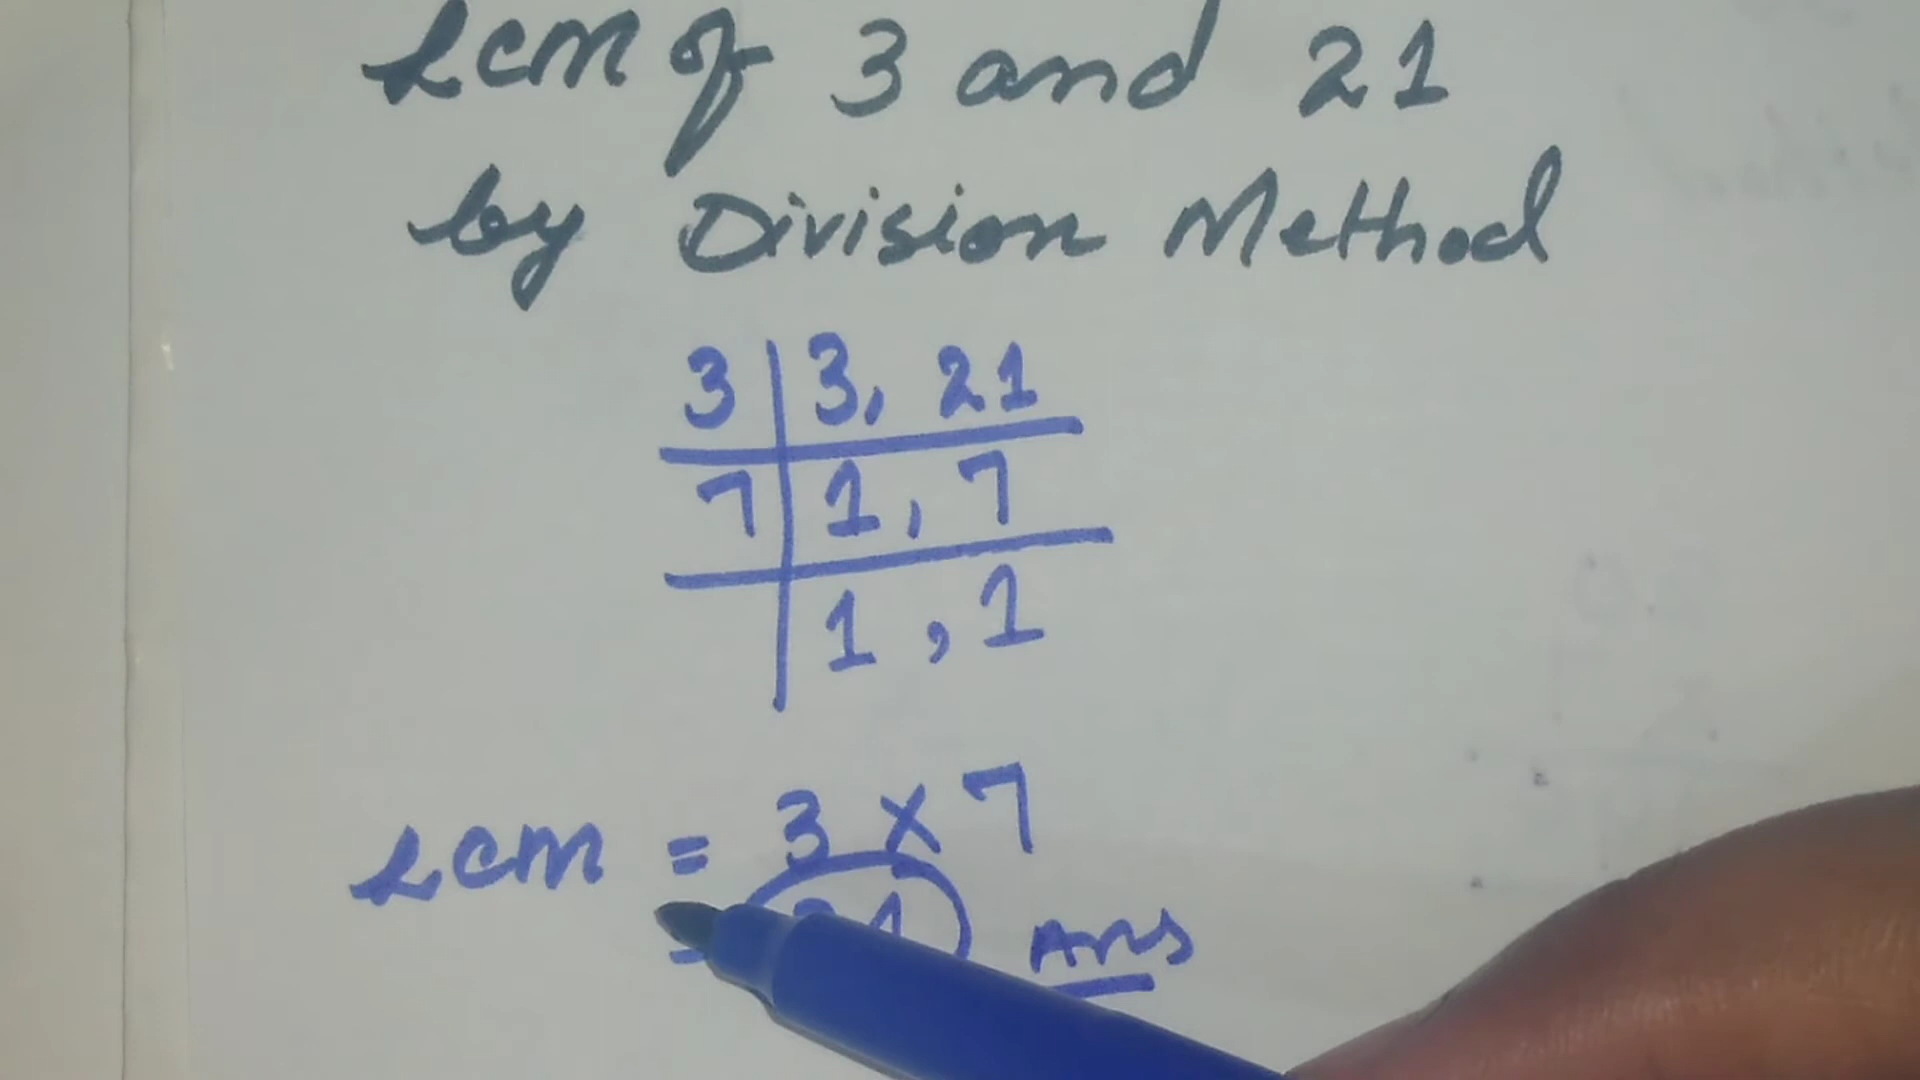 LCM of 3 and 21
by Division Method
3 | 3, 21
7 | 1, 7
1, 1
LCM = 3 × 7
= 21 Ans